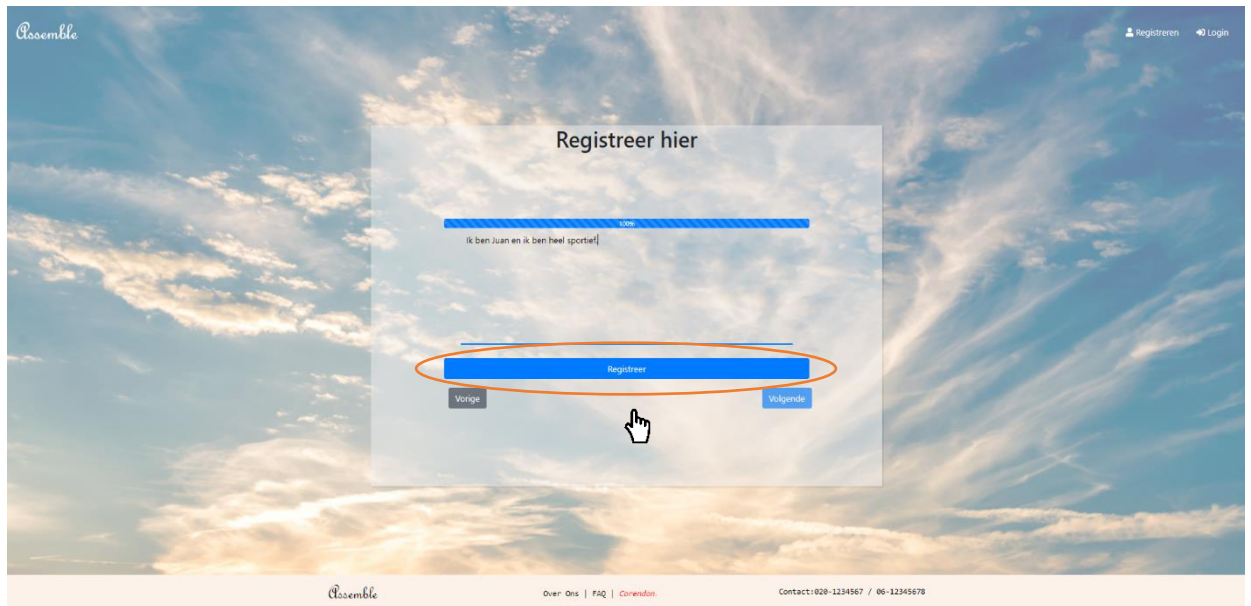 Assemble
Registreren Login
Registreer hier
100%
Ik ben Juan en ik ben heel sportief.
Registreer
Vorige Volgende
Assemble Over Ons | FAQ | Corendon. Contact:020-1234567 / 06-12345678